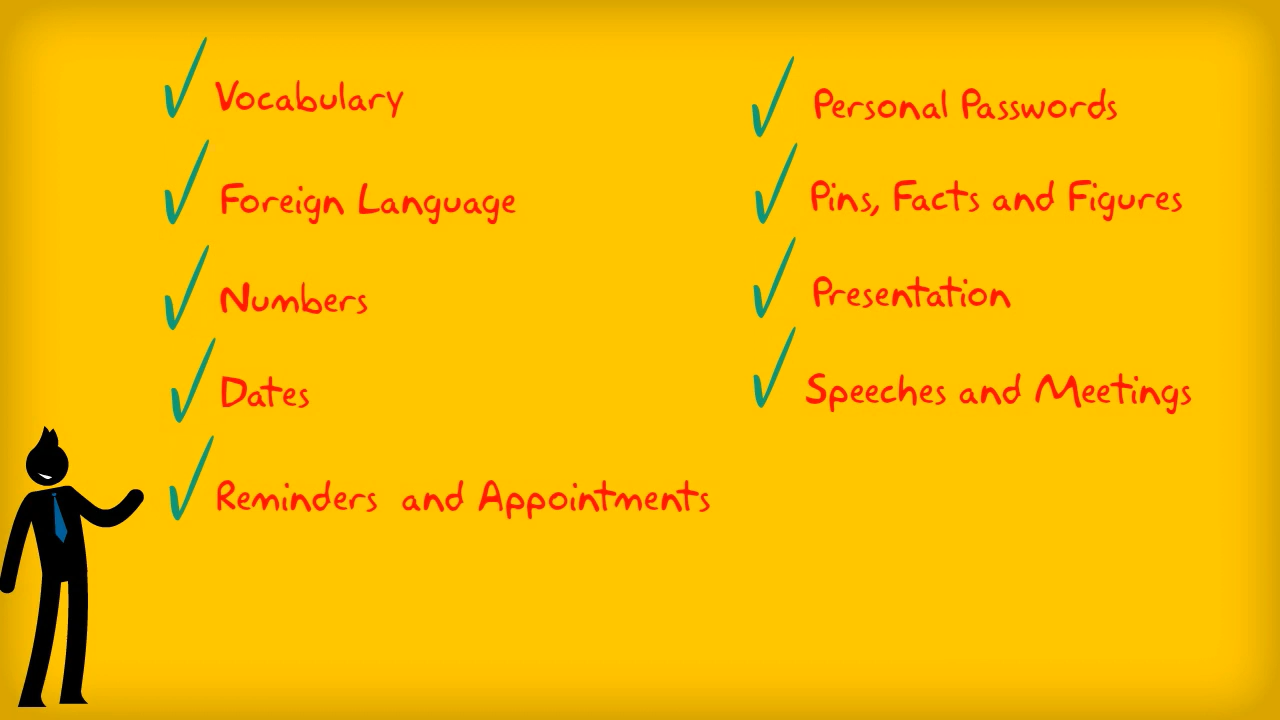 Vocabulary
Foreign Language
Numbers
Dates
Reminders and Appointments
Personal Passwords
Pins, Facts and Figures
Presentation
Speeches and Meetings